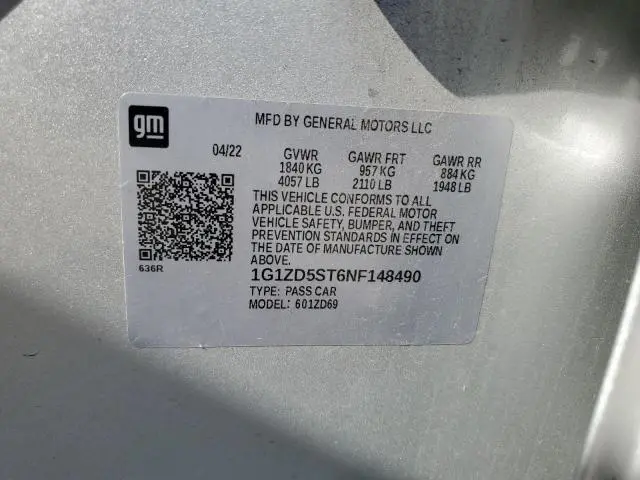 gm
MFD BY GENERAL MOTORS LLC
04/22 GVWR GAWR FRT GAWR RR
1840 KG 957 KG 884 KG
4057 LB 2110 LB 1948 LB
THIS VEHICLE CONFORMS TO ALL
APPLICABLE U.S. FEDERAL MOTOR
VEHICLE SAFETY, BUMPER, AND THEFT
PREVENTION STANDARDS IN EFFECT ON
THE DATE OF MANUFACTURE SHOWN
ABOVE.
636R
1G1ZD5ST6NF148490
TYPE: PASS CAR
MODEL: 601ZD69